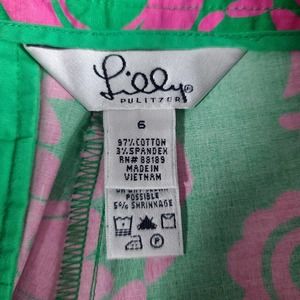 Lilly®
PULITZER
6
97% COTTON
3% SPANDEX
RN# 88189
MADE IN
VIETNAM
POSSIBLE
5% SHRINKAGE
P